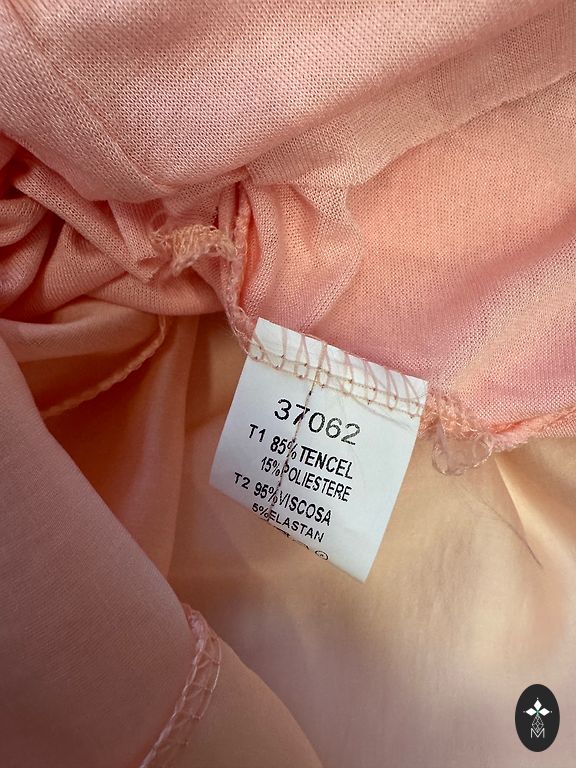 37062
T1 85% TENCEL
15% POLIESTERE
T2 95% VISCOSA
5% ELASTAN
M